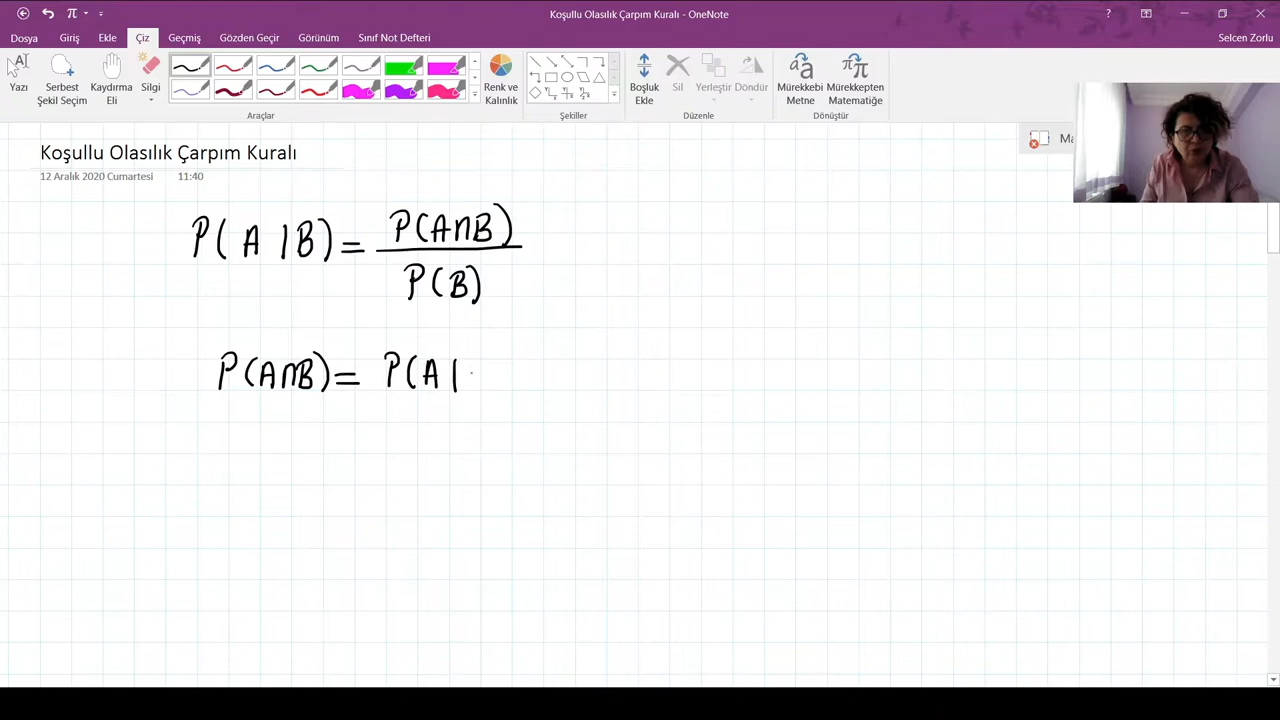 Koşullu Olasılık Çarpım Kuralı - OneNote
?
Dosya Giriş Ekle Çiz Geçmiş Gözden Geçir Görünüm Sınıf Not Defteri Selcen Zorlu
Yazı Serbest Şekil Seçim Kaydırma Eli Silgi Renk ve Kalınlık Boşluk Ekle Sil Yerleştir Döndür Mürekkebi Metne Mürekkepten Matematiğe
Araçlar Şekiller Düzenle Dönüştür
Koşullu Olasılık Çarpım Kuralı
12 Aralık 2020 Cumartesi 11:40
Ma
P(A|B) = P(A∩B)
P(B)
P(A∩B) = P(A|